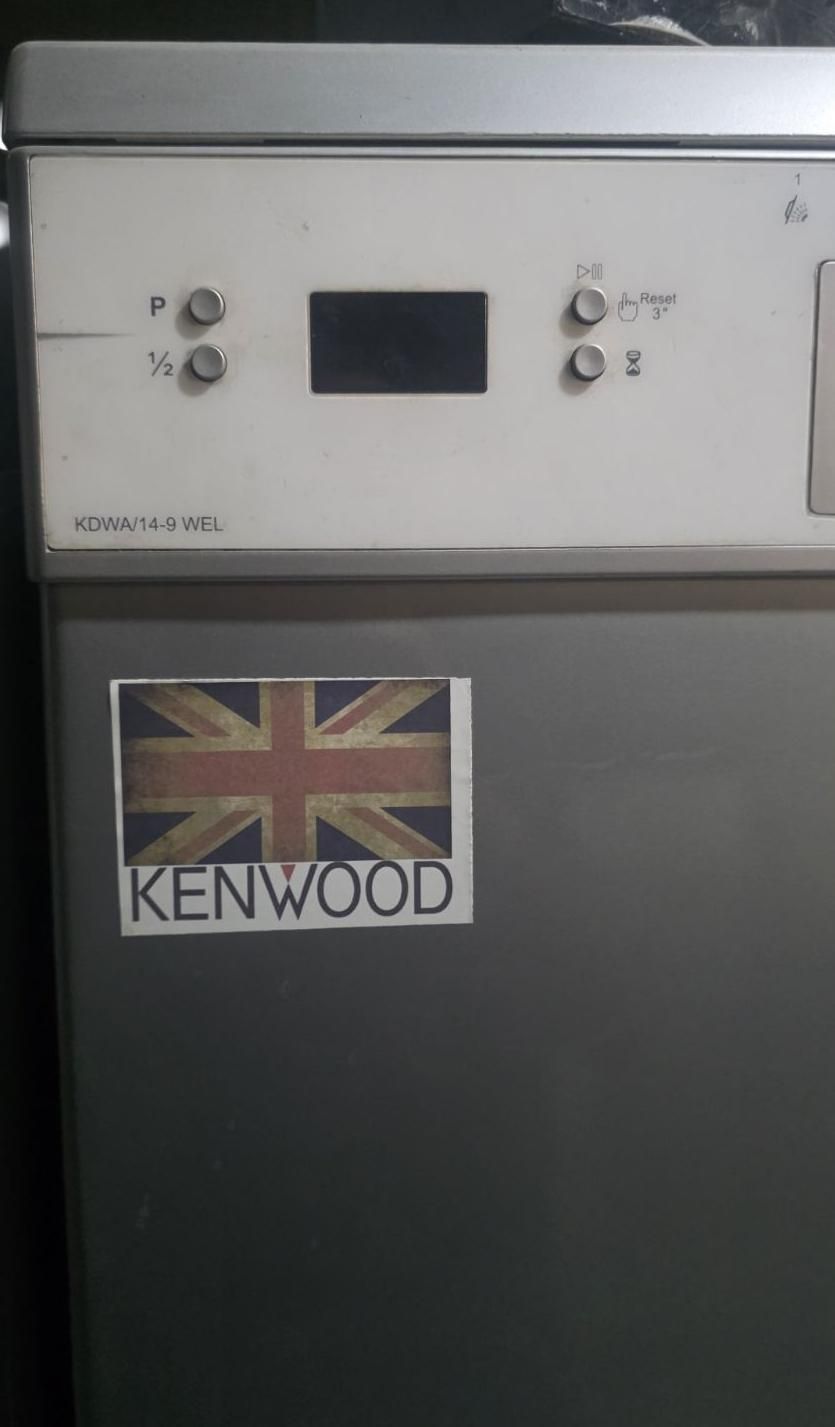 1
P
Reset
3"
½
KDWA/14-9 WEL
KENWOOD